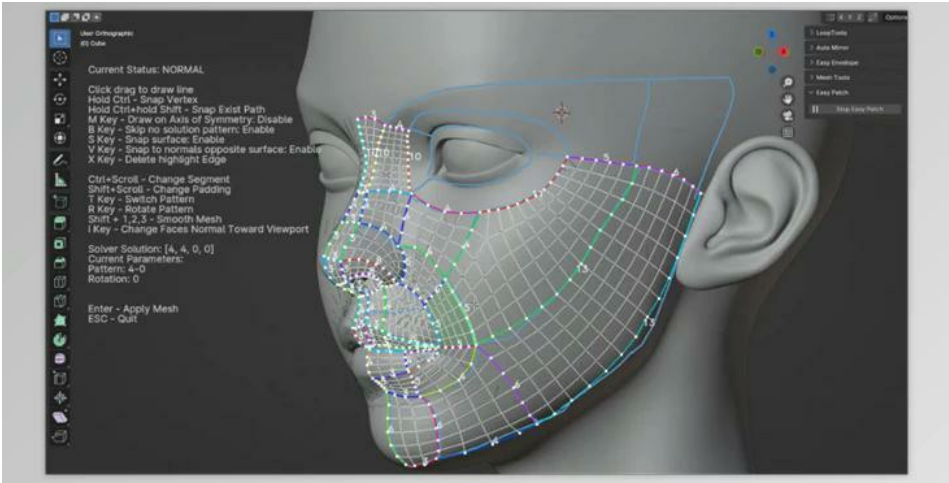 Options
X Y Z
User Orthographic
(0) Cube
LoopTools
Auto Mirror
Easy Envelope
Mesh Tools
Easy Patch
Stop Easy Patch
Current Status: NORMAL
Click drag to draw line
Hold Ctrl - Snap Vertex
Hold Ctrl+hold Shift - Snap Exist Path
M Key - Draw on Axis of Symmetry: Disable
B Key - Skip no solution pattern: Enable
S Key - Snap surface: Enable
V Key - Snap to normals opposite surface: Enable
X Key - Delete highlight Edge
Ctrl+Scroll - Change Segment
Shift+Scroll - Change Padding
T Key - Switch Pattern
R Key - Rotate Pattern
Shift + 1,2,3 - Smooth Mesh
I Key - Change Faces Normal Toward Viewport
Solver Solution: [4, 4, 0, 0]
Current Parameters:
Pattern: 4-0
Rotation: 0
Enter - Apply Mesh
ESC - Quit
10
5
13
13